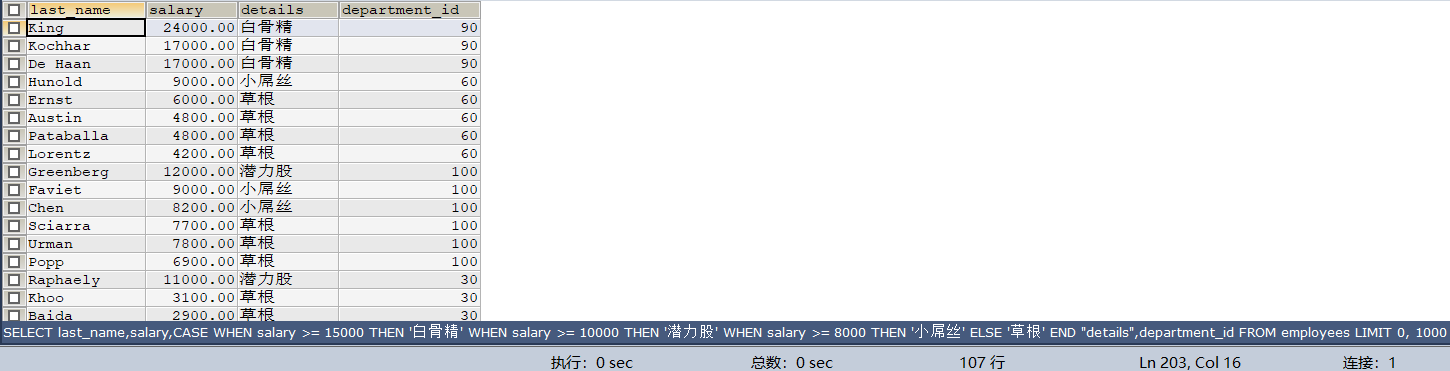 last_name salary details department_id
King 24000.00 白骨精 90
Kochhar 17000.00 白骨精 90
De Haan 17000.00 白骨精 90
Hunold 9000.00 小屌丝 60
Ernst 6000.00 草根 60
Austin 4800.00 草根 60
Pataballa 4800.00 草根 60
Lorentz 4200.00 草根 60
Greenberg 12000.00 潜力股 100
Faviet 9000.00 小屌丝 100
Chen 8200.00 小屌丝 100
Sciarra 7700.00 草根 100
Urman 7800.00 草根 100
Popp 6900.00 草根 100
Raphaely 11000.00 潜力股 30
Khoo 3100.00 草根 30
Baida 2900.00 草根 30
SELECT last_name,salary,CASE WHEN salary >= 15000 THEN '白骨精' WHEN salary >= 10000 THEN '潜力股' WHEN salary >= 8000 THEN '小屌丝' ELSE '草根' END "details",department_id FROM employees LIMIT 0, 1000
执行：0 sec 总数：0 sec 107 行 Ln 203, Col 16 连接：1